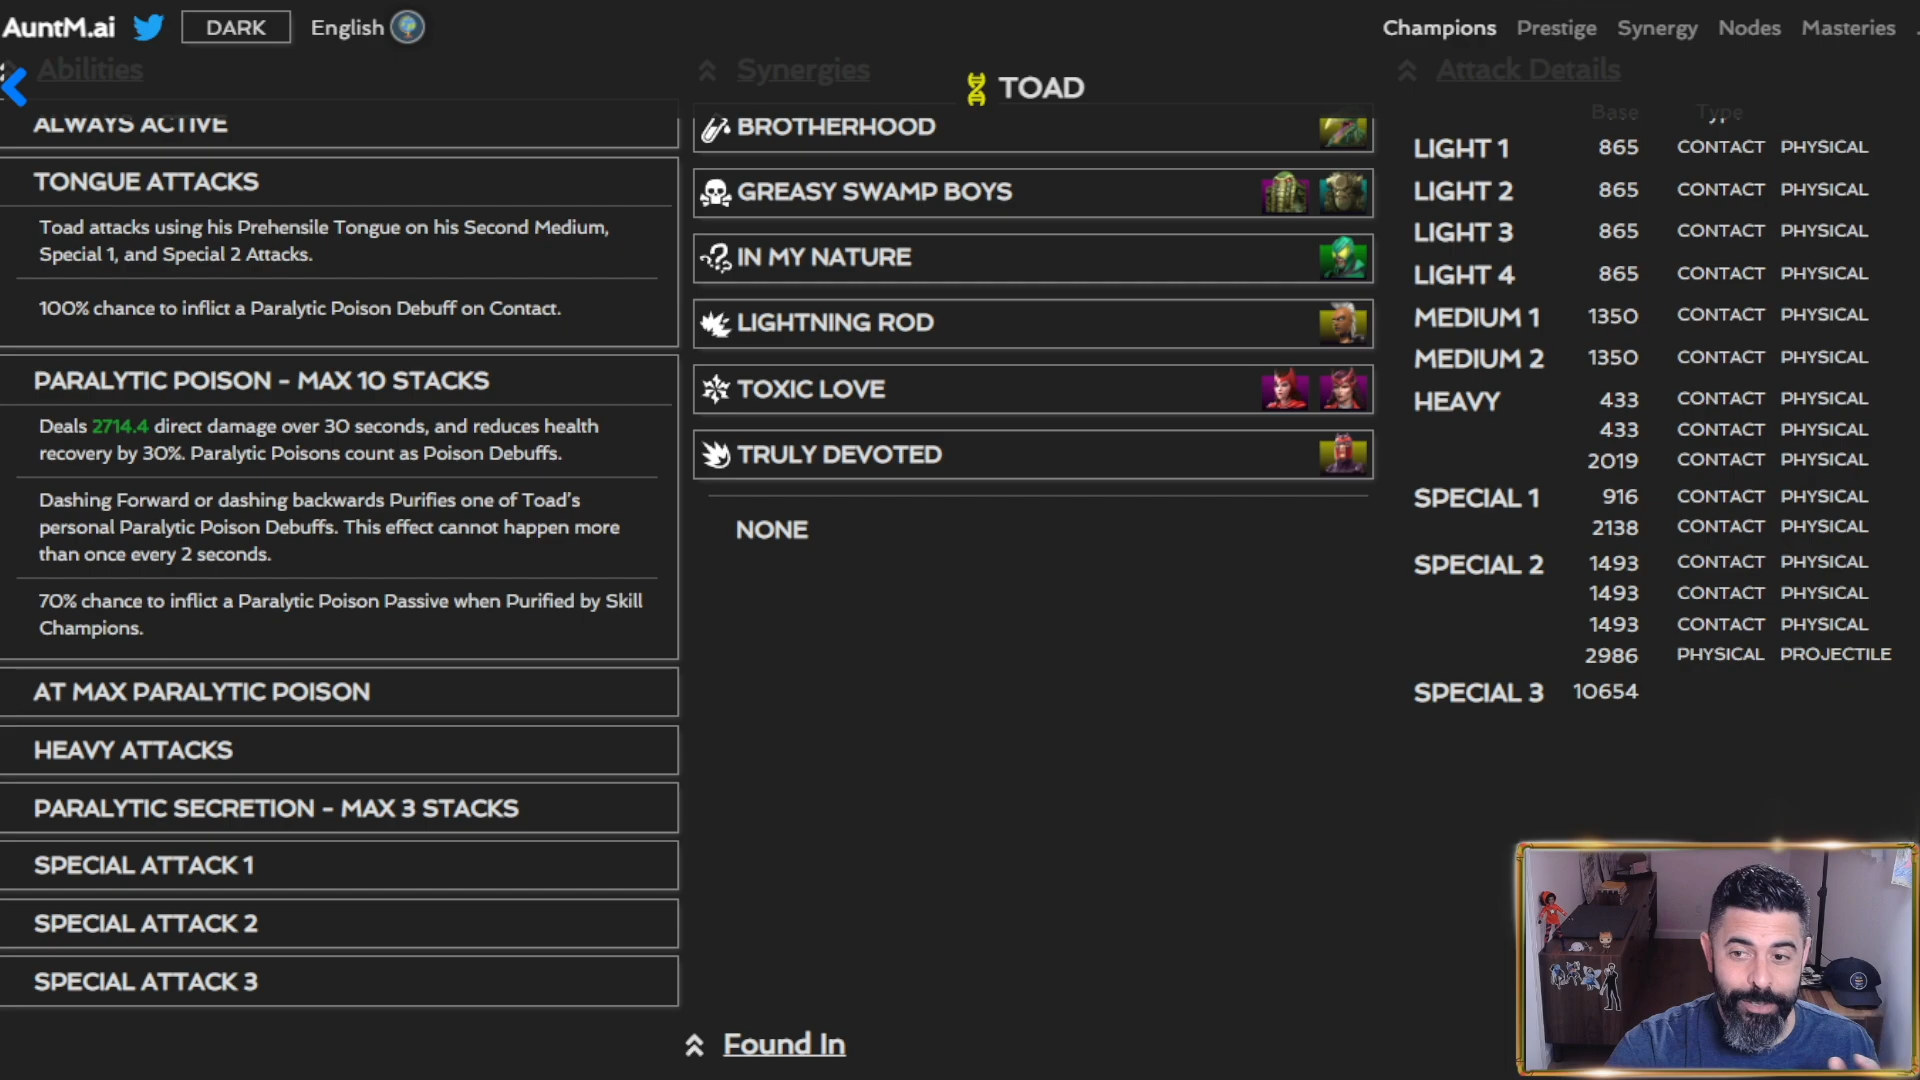 AuntM.ai
DARK
English
Champions
Prestige
Synergy
Nodes
Masteries
Abilities
Synergies
TOAD
Attack Details
ALWAYS ACTIVE
TONGUE ATTACKS
Toad attacks using his Prehensile Tongue on his Second Medium,
Special 1, and Special 2 Attacks.
100% chance to inflict a Paralytic Poison Debuff on Contact.
PARALYTIC POISON - MAX 10 STACKS
Deals 2714.4 direct damage over 30 seconds, and reduces health
recovery by 30%. Paralytic Poisons count as Poison Debuffs.
Dashing Forward or dashing backwards Purifies one of Toad's
personal Paralytic Poison Debuffs. This effect cannot happen more
than once every 2 seconds.
70% chance to inflict a Paralytic Poison Passive when Purified by Skill
Champions.
AT MAX PARALYTIC POISON
HEAVY ATTACKS
PARALYTIC SECRETION - MAX 3 STACKS
SPECIAL ATTACK 1
SPECIAL ATTACK 2
SPECIAL ATTACK 3
BROTHERHOOD
GREASY SWAMP BOYS
IN MY NATURE
LIGHTNING ROD
TOXIC LOVE
TRULY DEVOTED
NONE
Found In
Base Type
LIGHT 1 865 CONTACT PHYSICAL
LIGHT 2 865 CONTACT PHYSICAL
LIGHT 3 865 CONTACT PHYSICAL
LIGHT 4 865 CONTACT PHYSICAL
MEDIUM 1 1350 CONTACT PHYSICAL
MEDIUM 2 1350 CONTACT PHYSICAL
HEAVY 433 CONTACT PHYSICAL
433 CONTACT PHYSICAL
2019 CONTACT PHYSICAL
SPECIAL 1 916 CONTACT PHYSICAL
2138 CONTACT PHYSICAL
SPECIAL 2 1493 CONTACT PHYSICAL
1493 CONTACT PHYSICAL
1493 CONTACT PHYSICAL
2986 PHYSICAL PROJECTILE
SPECIAL 3 10654